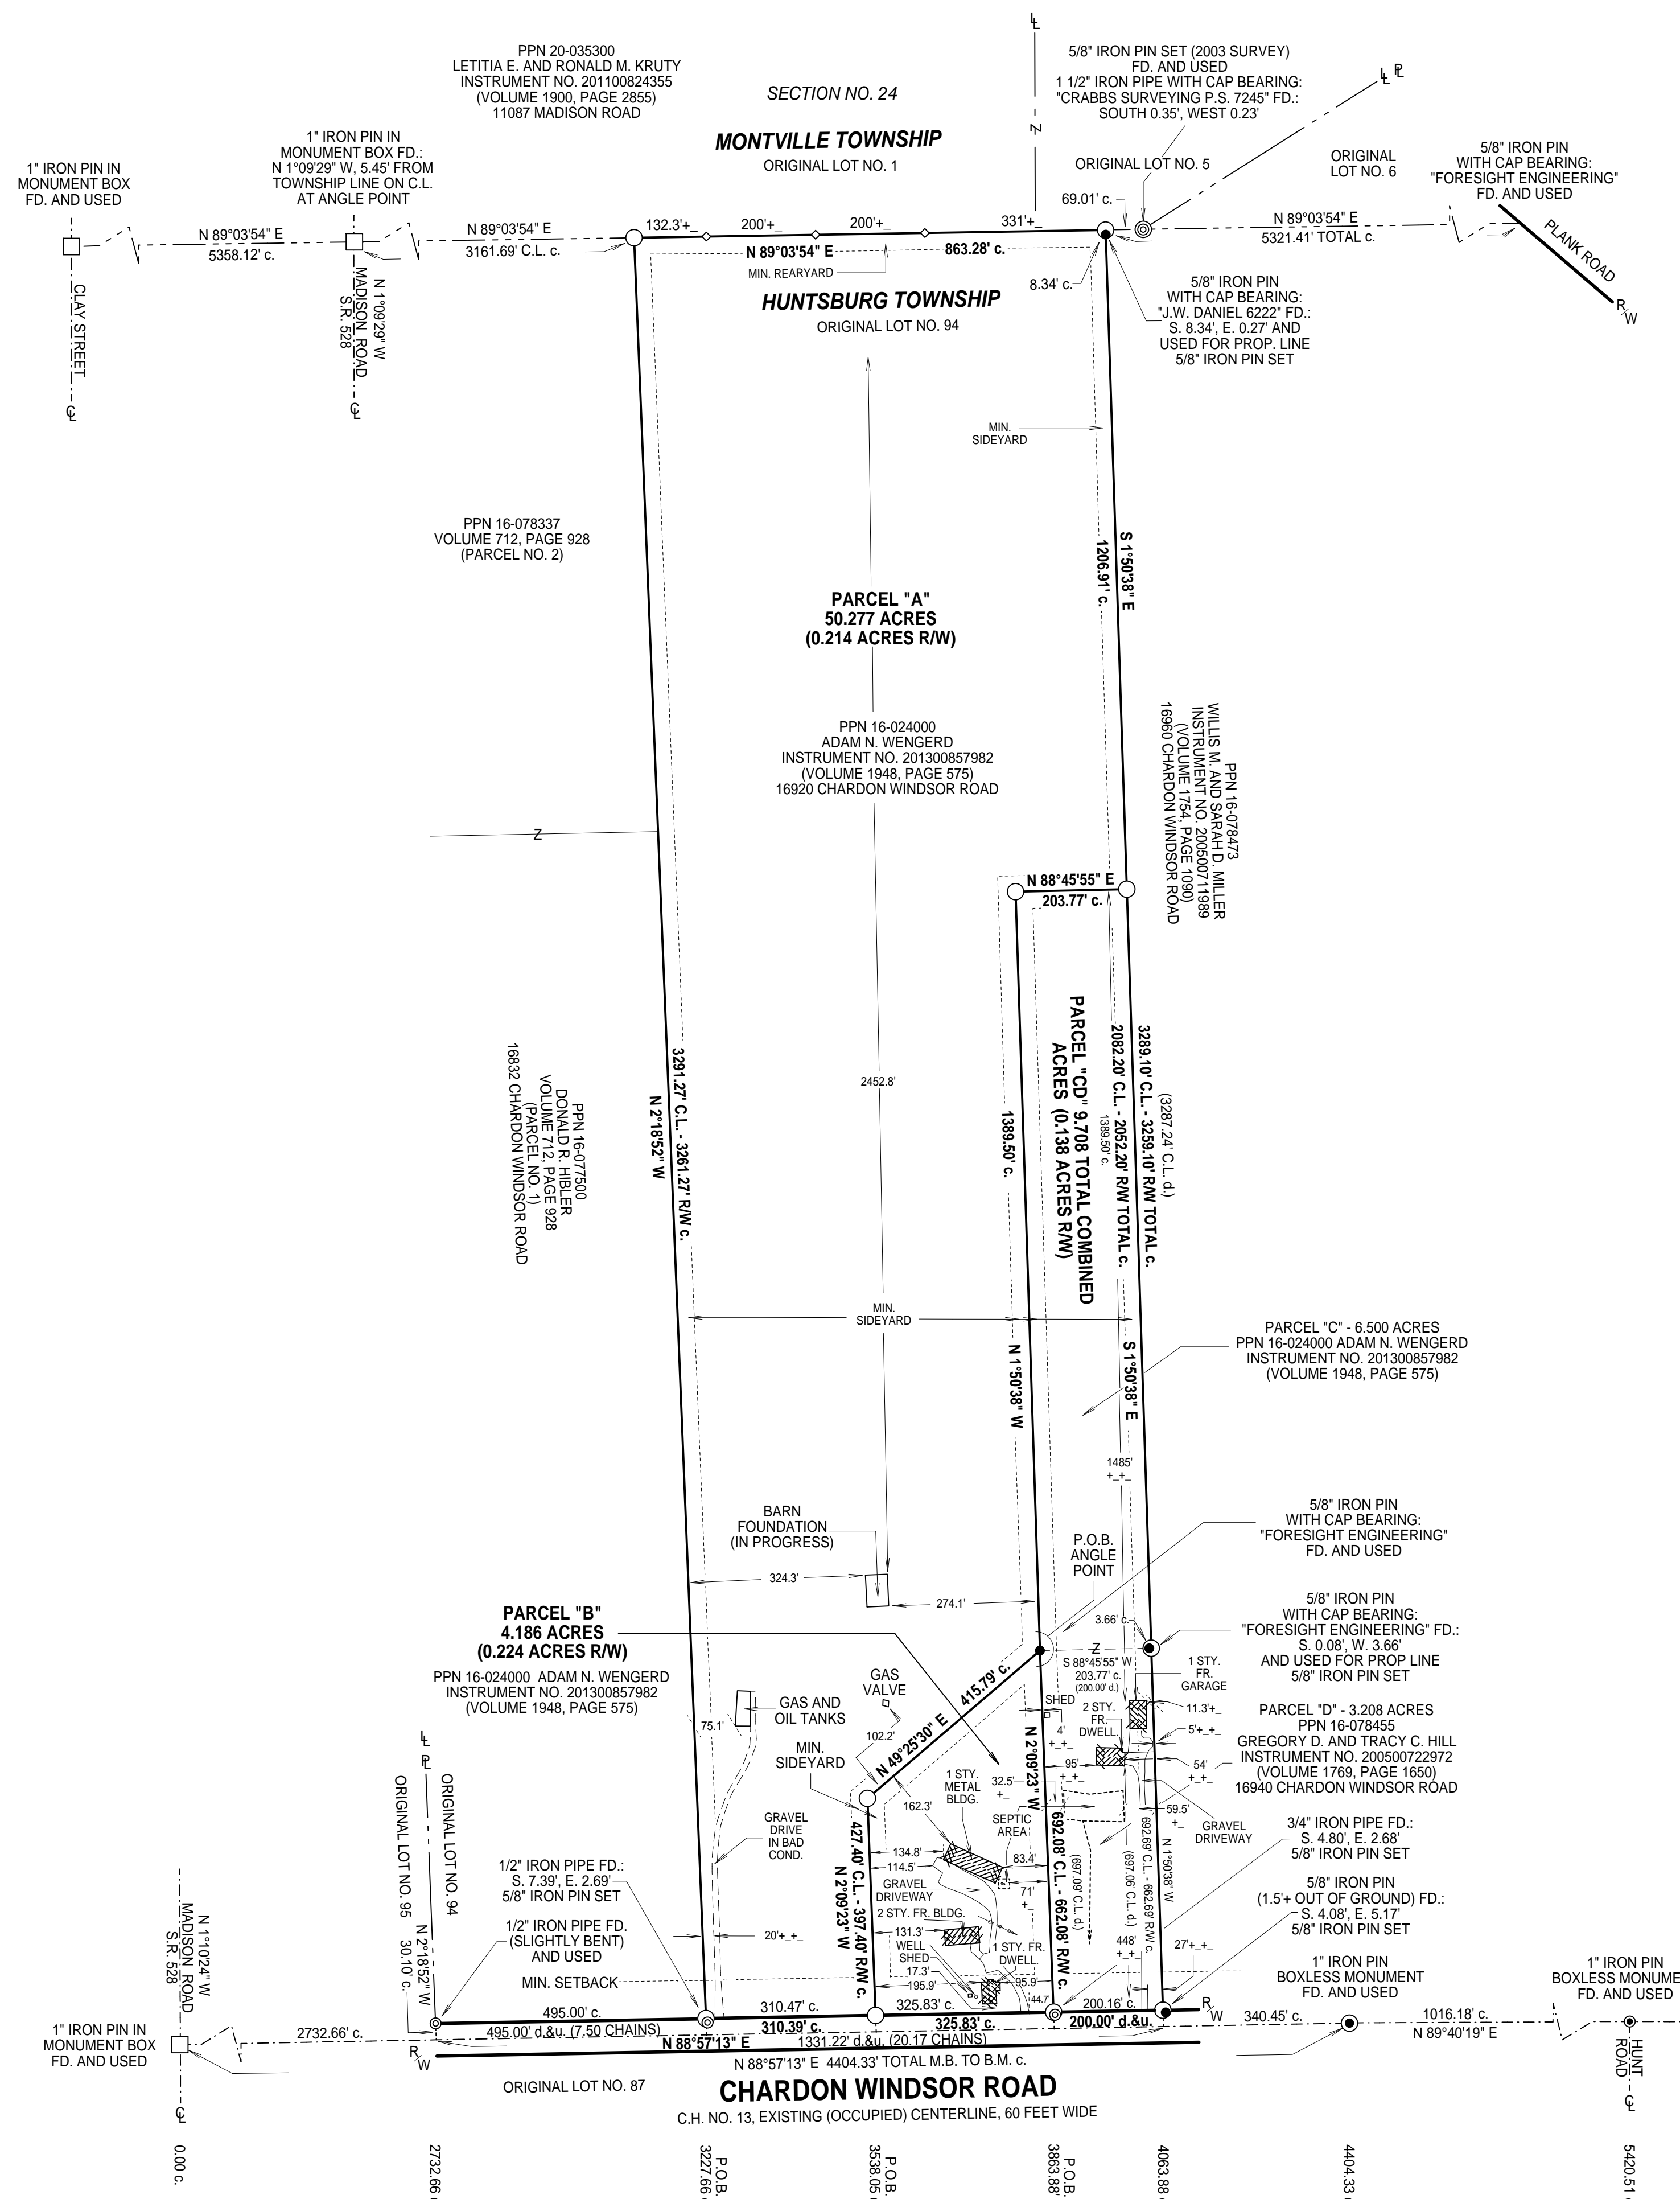 PPN 20-035300
LETITIA E. AND RONALD M. KRUTY
INSTRUMENT NO. 201100824355
(VOLUME 1900, PAGE 2855)
11087 MADISON ROAD
SECTION NO. 24
MONTVILLE TOWNSHIP
ORIGINAL LOT NO. 1
5/8" IRON PIN SET (2003 SURVEY)
FD. AND USED
1 1/2" IRON PIPE WITH CAP BEARING:
"CRABBS SURVEYING P.S. 7245" FD.:
SOUTH 0.35', WEST 0.23'
ORIGINAL LOT NO. 5
ORIGINAL
LOT NO. 6
5/8" IRON PIN
WITH CAP BEARING:
"FORESIGHT ENGINEERING"
FD. AND USED
PLANK ROAD
R/W
1" IRON PIN IN
MONUMENT BOX
FD. AND USED
1" IRON PIN IN
MONUMENT BOX FD.:
N 1°09'29" W, 5.45' FROM
TOWNSHIP LINE ON C.L.
AT ANGLE POINT
N 89°03'54" E
5358.12' c.
N 89°03'54" E
3161.69' C.L. c.
132.3'+_
200'+_
200'+_
331'+_
69.01' c.
N 89°03'54" E
5321.41' TOTAL c.
N 89°03'54" E
863.28' c.
MIN. REARYARD
8.34' c.
CLAY STREET
N 1°09'29" W
MADISON ROAD
S.R. 528
HUNTSBURG TOWNSHIP
ORIGINAL LOT NO. 94
5/8" IRON PIN
WITH CAP BEARING:
"J.W. DANIEL 6222" FD.:
S. 8.34', E. 0.27' AND
USED FOR PROP. LINE
5/8" IRON PIN SET
MIN.
SIDEYARD
PPN 16-078337
VOLUME 712, PAGE 928
(PARCEL NO. 2)
S 1°50'38" E
1206.91' c.
PARCEL "A"
50.277 ACRES
(0.214 ACRES R/W)
PPN 16-024000
ADAM N. WENGERD
INSTRUMENT NO. 201300857982
(VOLUME 1948, PAGE 575)
16920 CHARDON WINDSOR ROAD
PPN 16-078473
WILLIS M. AND SARAH D. MILLER
INSTRUMENT NO. 200500711989
(VOLUME 1754, PAGE 1090)
16960 CHARDON WINDSOR ROAD
Z
Z
N 88°45'55" E
203.77' c.
PARCEL "CD" 9.708 TOTAL COMBINED
ACRES (0.138 ACRES R/W)
2082.20' C.L. - 2052.20' R/W TOTAL c.
1389.50' c.
3289.10' C.L. - 3259.10' R/W TOTAL c.
(3287.24' C.L. d.)
1389.50' c.
3291.27' C.L. - 3261.27' R/W c.
N 2°18'52" W
PPN 16-077500
DONALD R. HIBLER
VOLUME 712, PAGE 928
(PARCEL NO. 1)
16832 CHARDON WINDSOR ROAD
2452.8'
MIN.
SIDEYARD
N 1°50'38" W
S 1°50'38" E
PARCEL "C" - 6.500 ACRES
PPN 16-024000 ADAM N. WENGERD
INSTRUMENT NO. 201300857982
(VOLUME 1948, PAGE 575)
1485'
+_+_
BARN
FOUNDATION
(IN PROGRESS)
324.3'
274.1'
P.O.B.
ANGLE
POINT
5/8" IRON PIN
WITH CAP BEARING:
"FORESIGHT ENGINEERING"
FD. AND USED
5/8" IRON PIN
WITH CAP BEARING:
"FORESIGHT ENGINEERING" FD.:
S. 0.08', W. 3.66'
AND USED FOR PROP LINE
5/8" IRON PIN SET
3.66' c.
Z
S 88°45'55" W
203.77' c.
(200.00' d.)
PARCEL "B"
4.186 ACRES
(0.224 ACRES R/W)
PPN 16-024000 ADAM N. WENGERD
INSTRUMENT NO. 201300857982
(VOLUME 1948, PAGE 575)
GAS AND
OIL TANKS
75.1'
GAS
VALVE
102.2'
N 49°25'30" E
415.79' c.
MIN.
SIDEYARD
SHED
4'
+_+_
2 STY.
FR.
DWELL.
1 STY.
FR.
GARAGE
11.3'+_
5'+_+_
54'
+_+_
PARCEL "D" - 3.208 ACRES
PPN 16-078455
GREGORY D. AND TRACY C. HILL
INSTRUMENT NO. 200500722972
(VOLUME 1769, PAGE 1650)
16940 CHARDON WINDSOR ROAD
95'
+_+_
59.5'
+_
GRAVEL
DRIVEWAY
GRAVEL
DRIVE
IN BAD
COND.
162.3'
1 STY.
METAL
BLDG.
32.5'
+_
SEPTIC
AREA
134.8'
114.5'
83.4'
71'
+_
GRAVEL
DRIVEWAY
2 STY. FR. BLDG.
131.3'
WELL
SHED
17.3'
195.9'
1 STY. FR.
DWELL.
95.9'
44.7'
427.40' C.L. - 397.40' R/W c.
N 2°09'23" W
N 2°09'23" W
692.08' C.L. - 662.08' R/W c.
(697.09' C.L. d.)
(697.06' C.L. d.)
692.69' C.L. - 662.69' R/W c.
N 1°50'38" W
448'
+_+_
27'+_+_
20'+_+_
3/4" IRON PIPE FD.:
S. 4.80', E. 2.68'
5/8" IRON PIN SET
5/8" IRON PIN
(1.5'+ OUT OF GROUND) FD.:
S. 4.08', E. 5.17'
5/8" IRON PIN SET
1" IRON PIN
BOXLESS MONUMENT
FD. AND USED
1" IRON PIN
BOXLESS MONUME
FD. AND USED
ORIGINAL LOT NO. 95
ORIGINAL LOT NO. 94
N 2°18'52" W
30.10' c.
1/2" IRON PIPE FD.:
S. 7.39', E. 2.69'
5/8" IRON PIN SET
1/2" IRON PIPE FD.
(SLIGHTLY BENT)
AND USED
MIN. SETBACK
N 1°10'24" W
MADISON ROAD
S.R. 528
1" IRON PIN IN
MONUMENT BOX
FD. AND USED
2732.66' c.
495.00' c.
495.00' d.&u. (7.50 CHAINS)
310.47' c.
310.39' c.
325.83' c.
325.83' c.
200.16' c.
200.00' d.&u.
R/W
340.45' c.
1016.18' c.
N 89°40'19" E
HUNT
ROAD
R/W
N 88°57'13" E
1331.22' d.&u. (20.17 CHAINS)
N 88°57'13" E 4404.33' TOTAL M.B. TO B.M. c.
ORIGINAL LOT NO. 87
CHARDON WINDSOR ROAD
C.H. NO. 13, EXISTING (OCCUPIED) CENTERLINE, 60 FEET WIDE
0.00 c.
2732.66
P.O.B.
3227.66
P.O.B.
3538.05
P.O.B.
3863.88'
4063.88
4404.33
5420.51